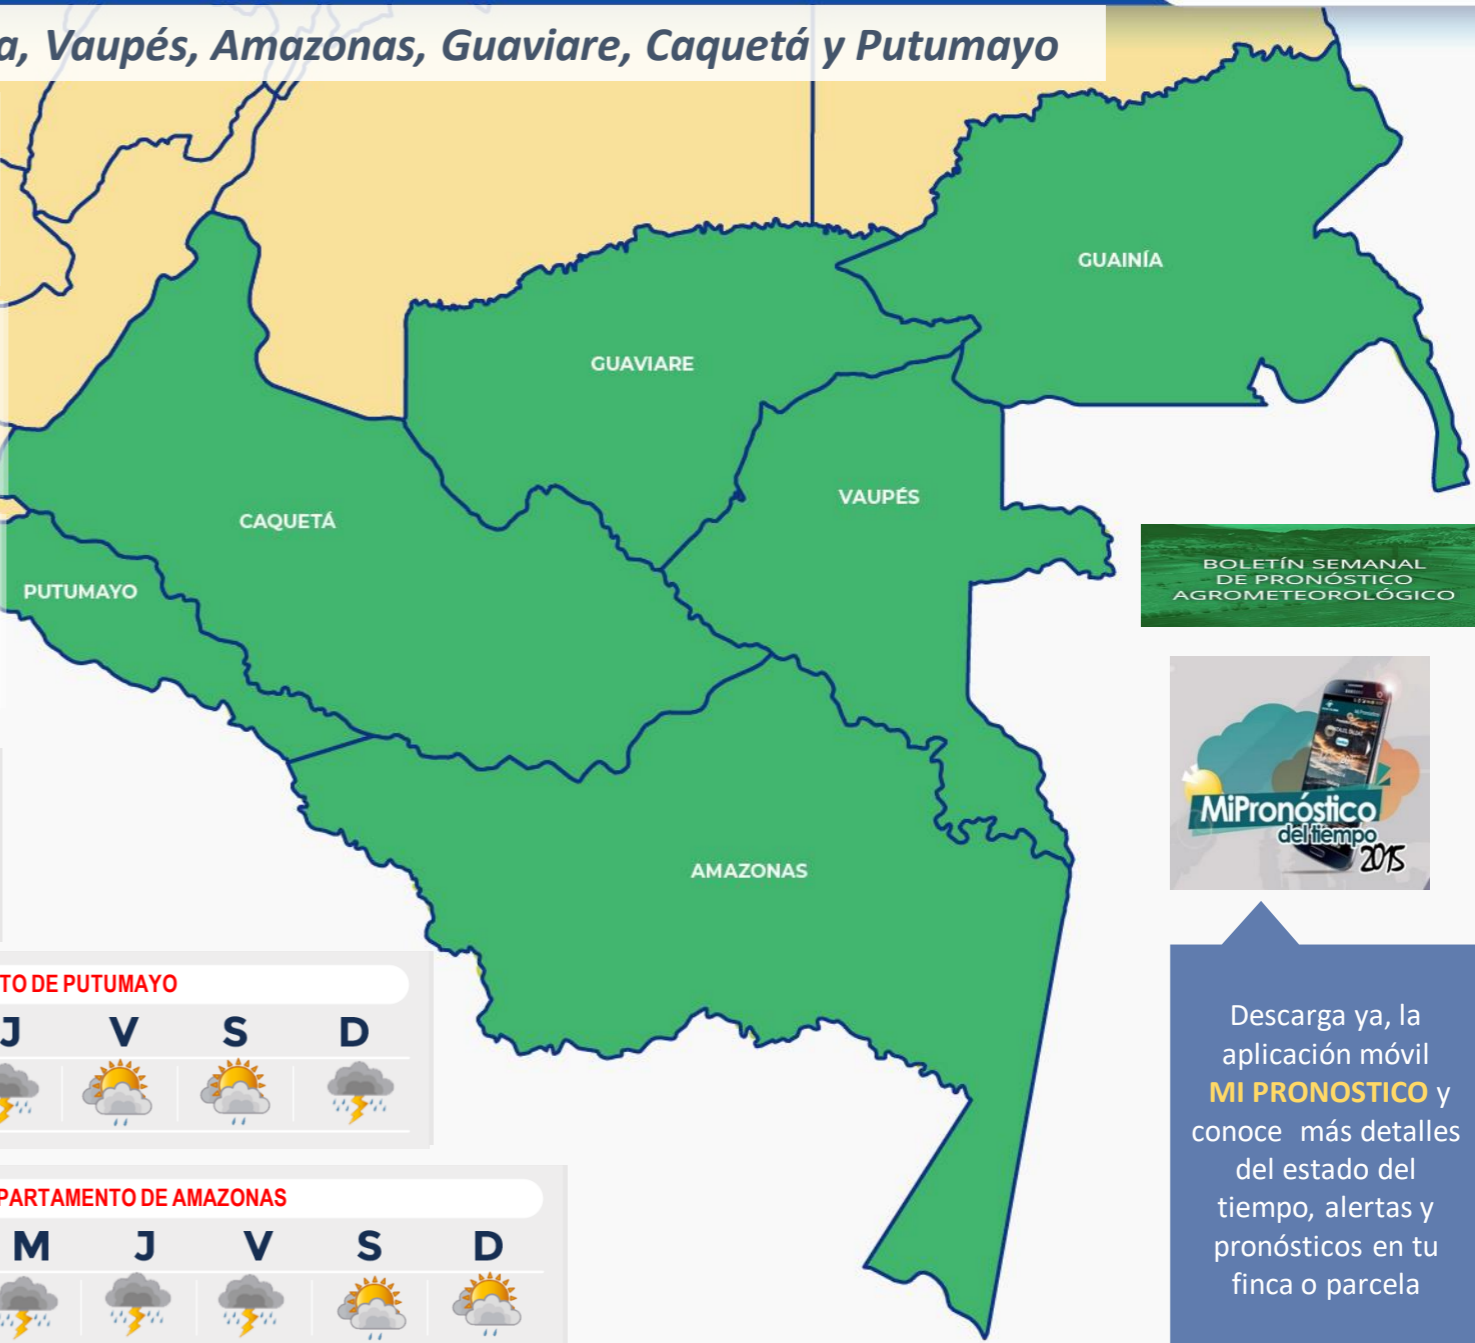 a, Vaupés, Amazonas, Guaviare, Caquetá y Putumayo
GUAINÍA
GUAVIARE
VAUPÉS
CAQUETÁ
PUTUMAYO
AMAZONAS
BOLETÍN SEMANAL
DE PRONÓSTICO
AGROMETEOROLÓGICO
SAMSUNG
MiPronóstico
del tiempo
2015
Descarga ya, la
aplicación móvil
MI PRONOSTICO y
conoce más detalles
del estado del
tiempo, alertas y
pronósticos en tu
finca o parcela
TO DE PUTUMAYO
J V S D
PARTAMENTO DE AMAZONAS
M J V S D